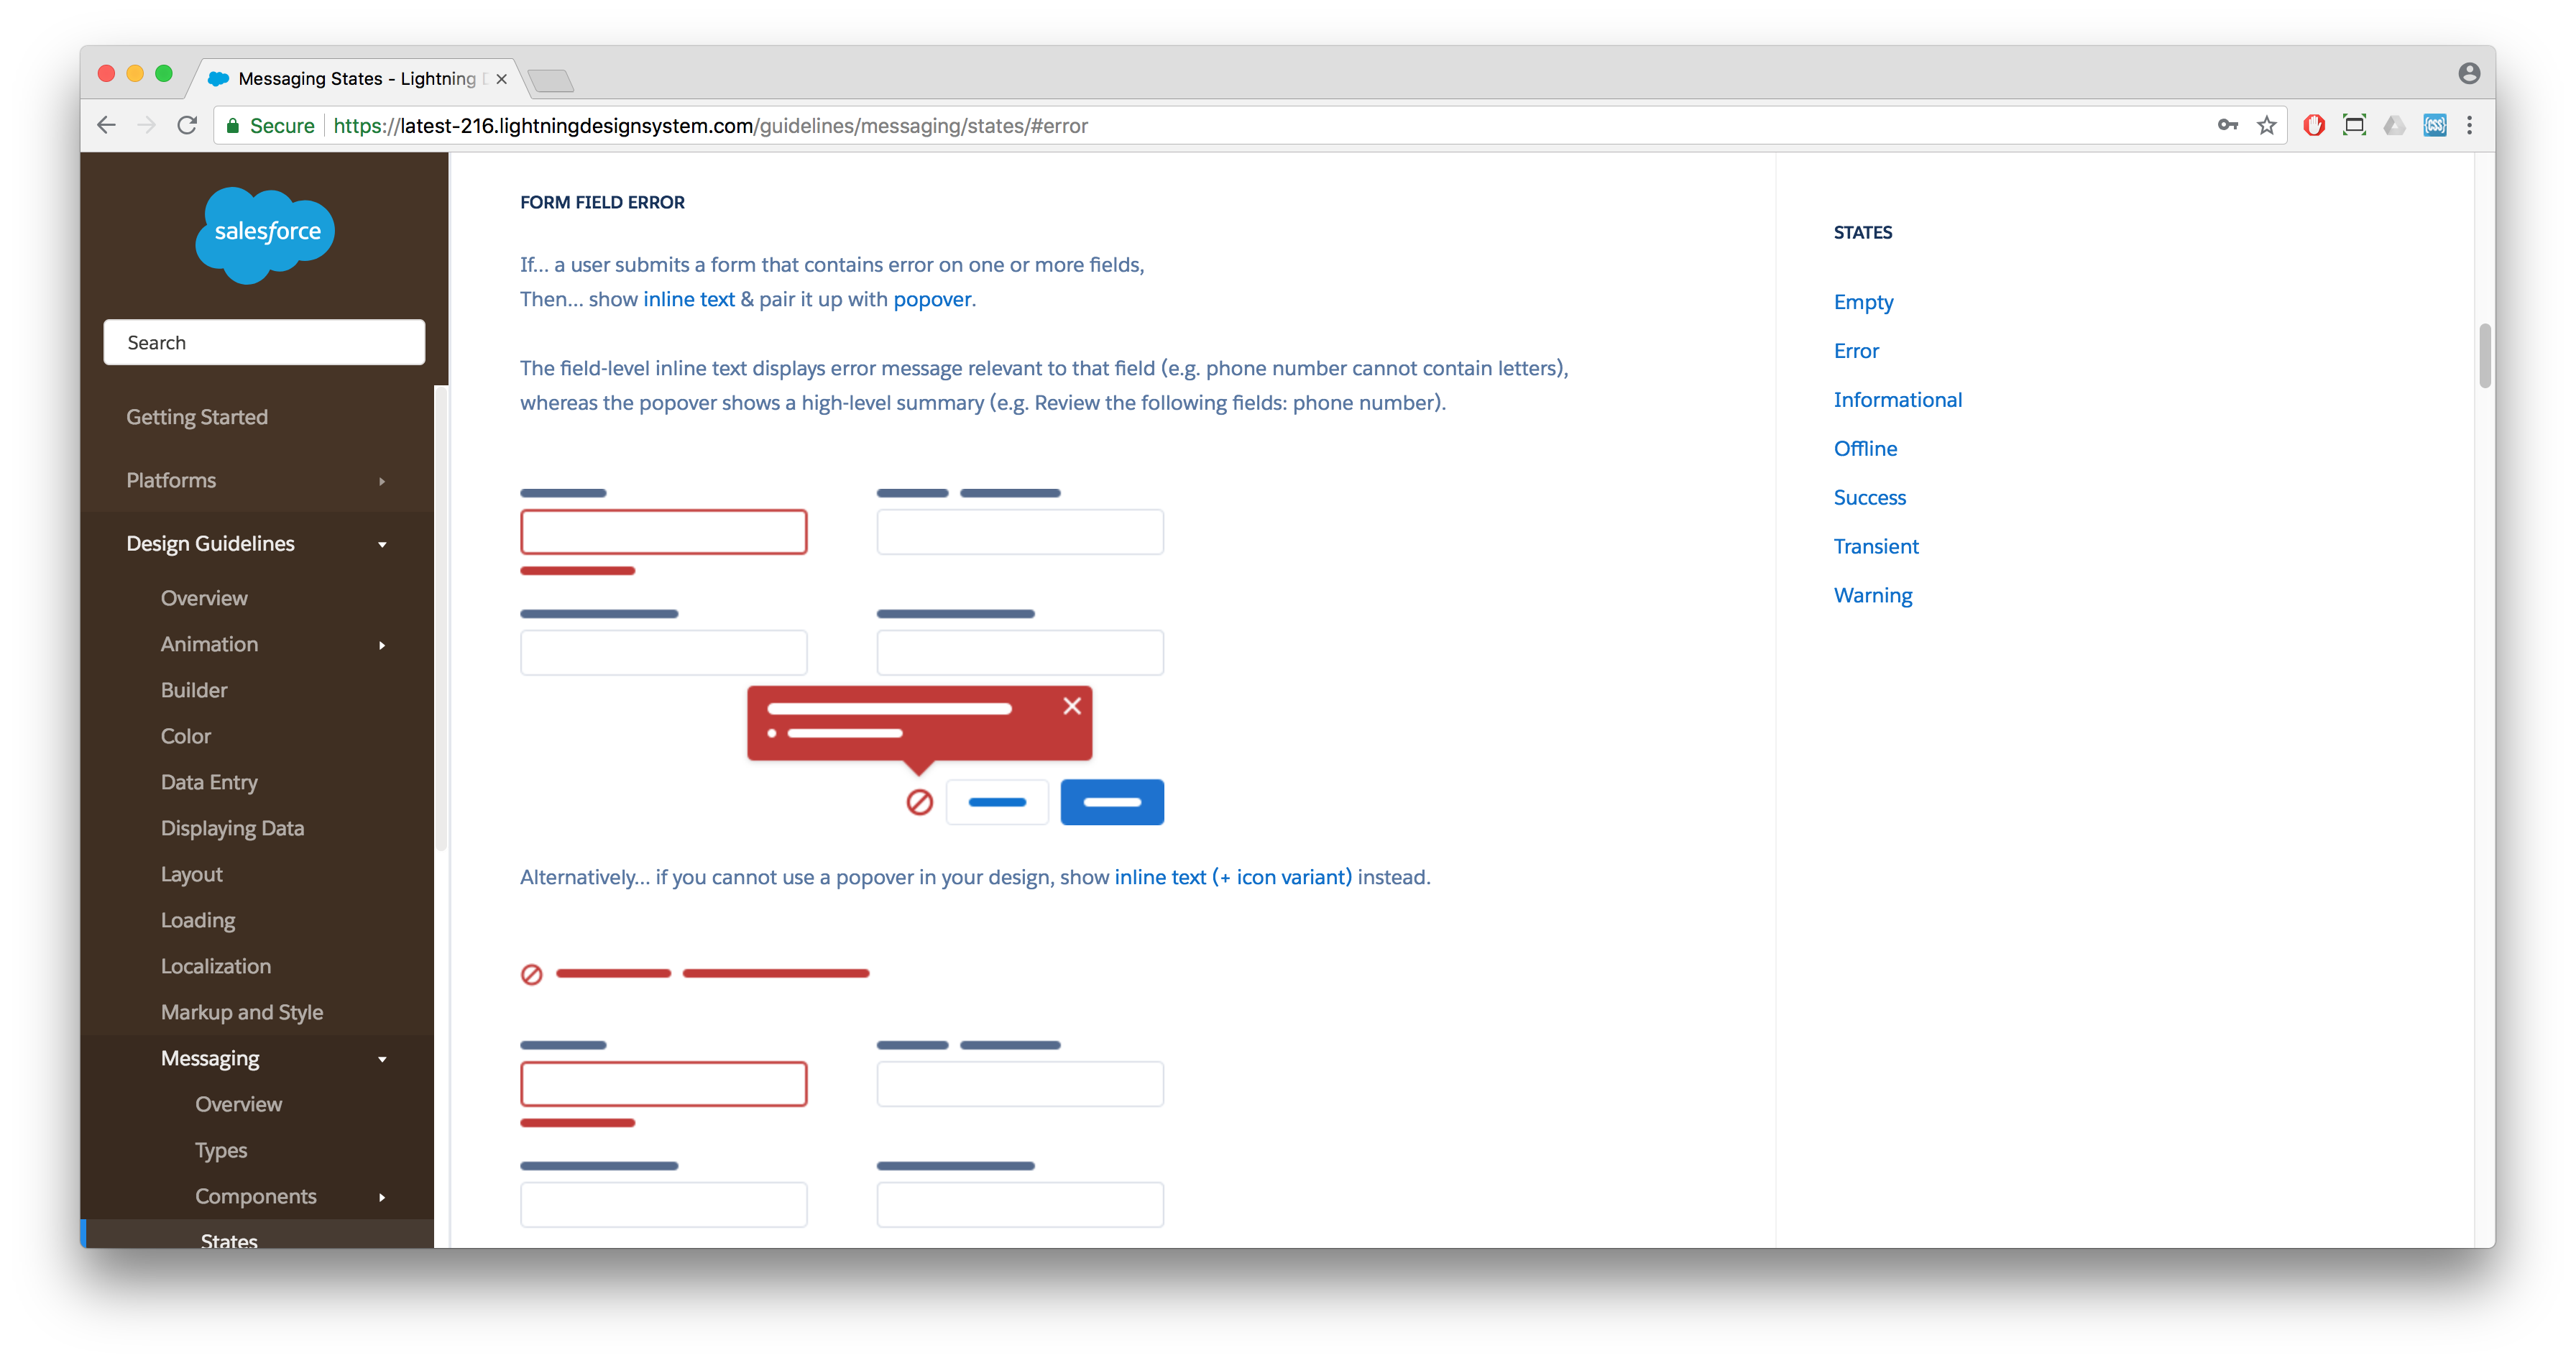 Messaging States - Lightning
Secure https://latest-216.lightningdesignsystem.com/guidelines/messaging/states/#error
{CSS}
salesforce
Search
Getting Started
Platforms
Design Guidelines
Overview
Animation
Builder
Color
Data Entry
Displaying Data
Layout
Loading
Localization
Markup and Style
Messaging
Overview
Types
Components
States
FORM FIELD ERROR
If... a user submits a form that contains error on one or more fields,
Then... show inline text & pair it up with popover.
The field-level inline text displays error message relevant to that field (e.g. phone number cannot contain letters),
whereas the popover shows a high-level summary (e.g. Review the following fields: phone number).
Alternatively... if you cannot use a popover in your design, show inline text (+ icon variant) instead.
STATES
Empty
Error
Informational
Offline
Success
Transient
Warning